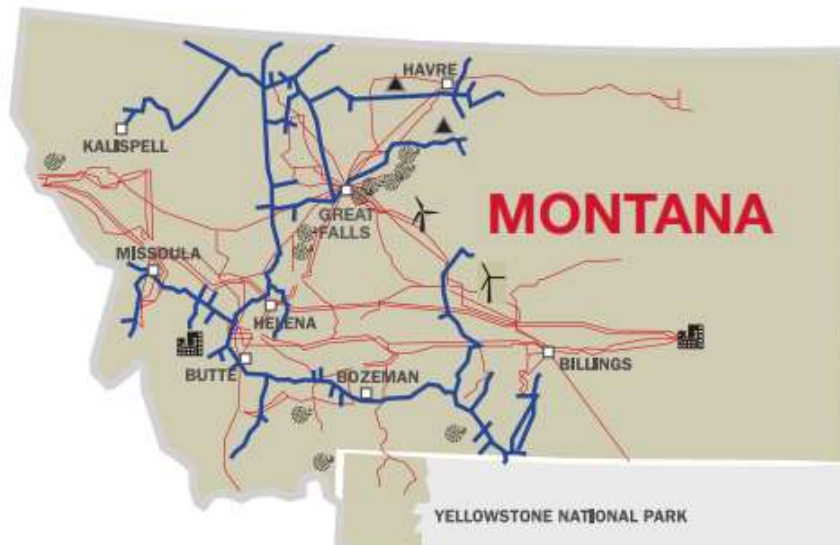 HAVRE
KALISPELL
MONTANA
GREAT
FALLS
MISSOULA
HELENA
BUTTE
BOZEMAN
BILLINGS
YELLOWSTONE NATIONAL PARK